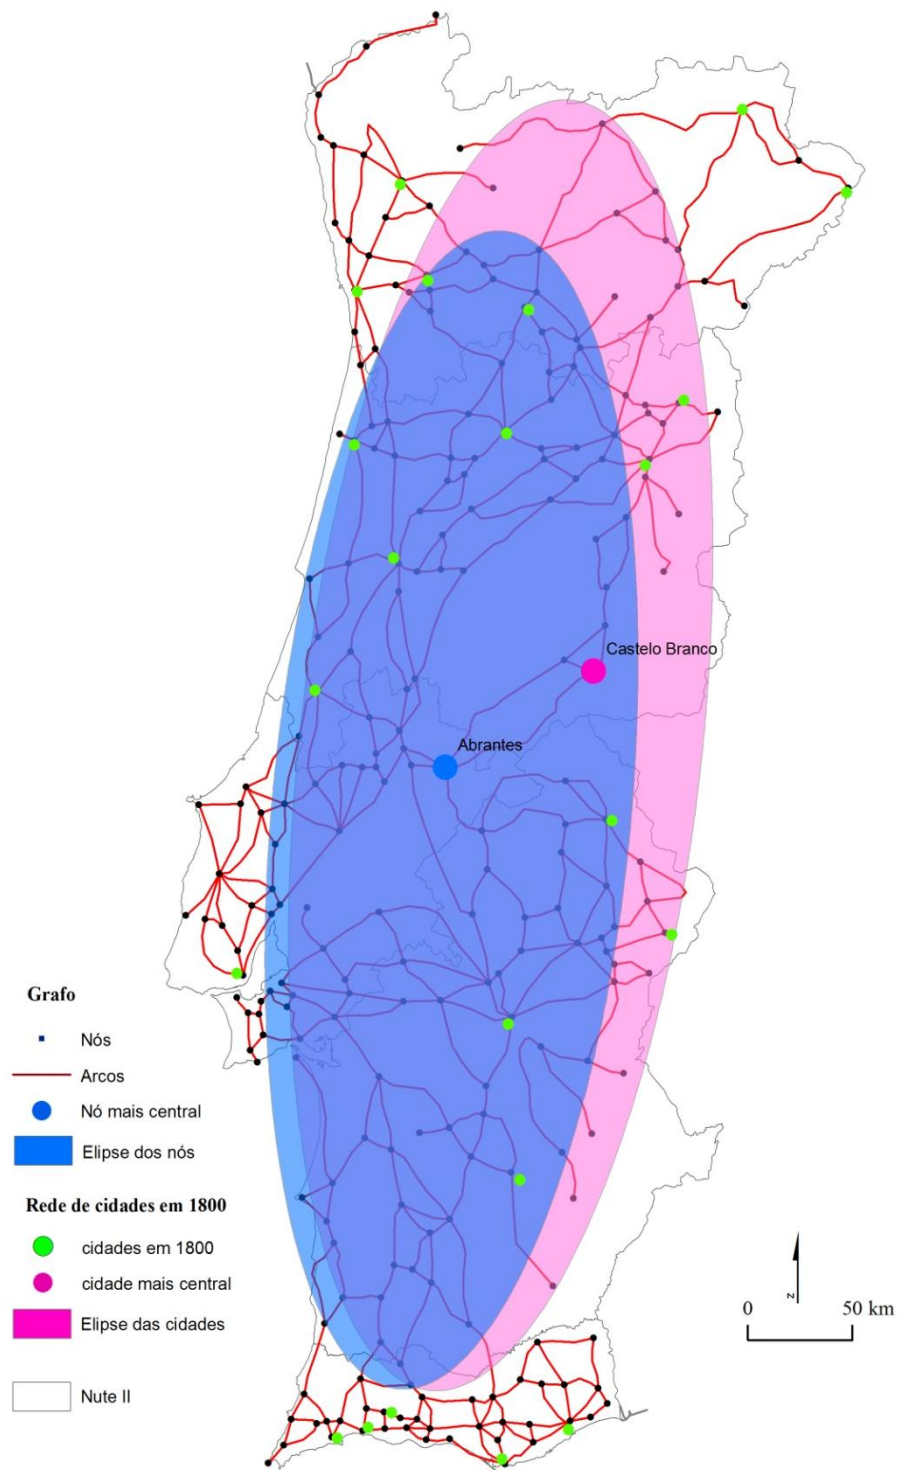 Castelo Branco
Abrantes
Grafo
Nós
Arcos
Nó mais central
Elipse dos nós
Rede de cidades em 1800
cidades em 1800
cidade mais central
Elipse das cidades
Nute II
N
0 50 km